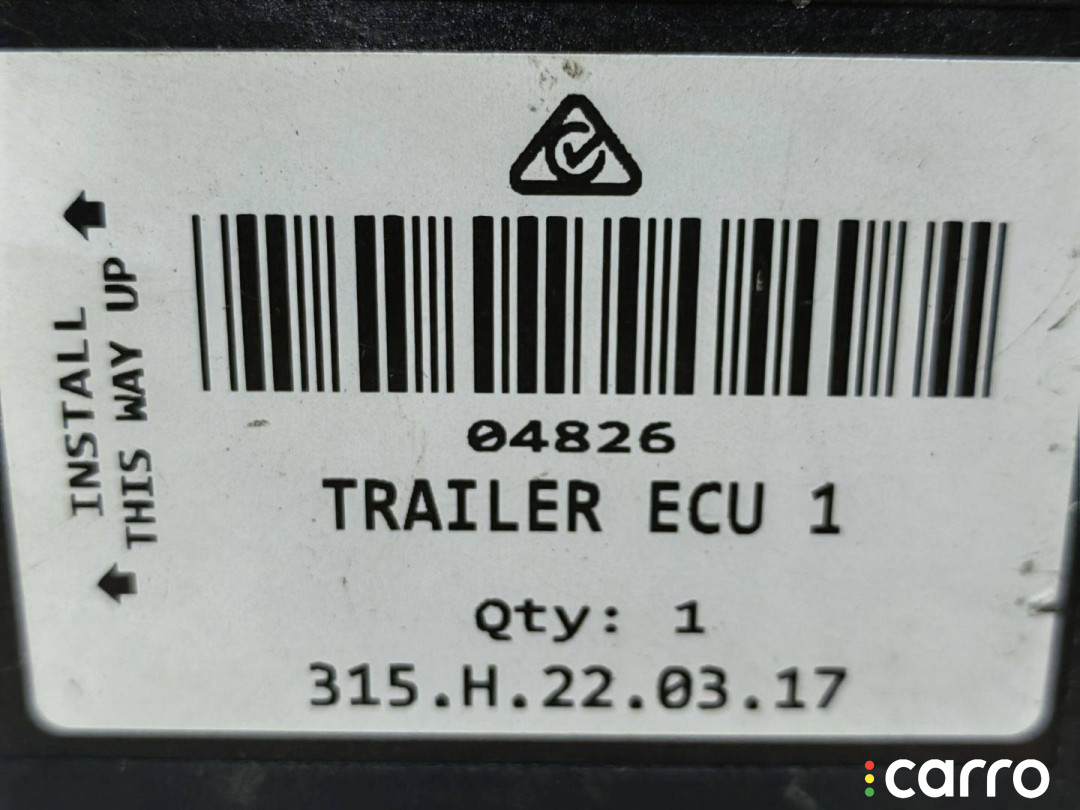 INSTALL
THIS WAY UP
04826
TRAILER ECU 1
Qty: 1
315.H.22.03.17
carro